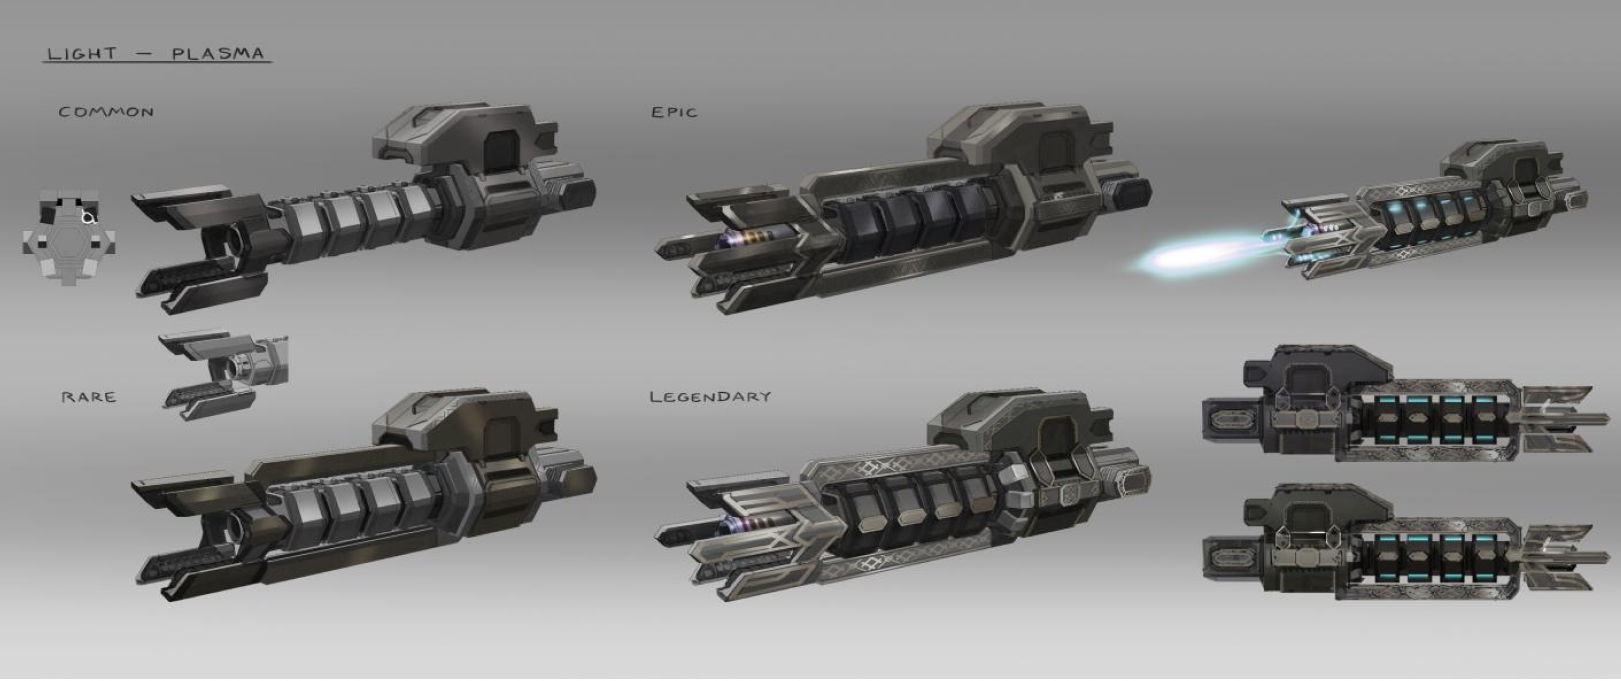 LIGHT — PLASMA
COMMON
EPIC
RARE
LEGENDARY